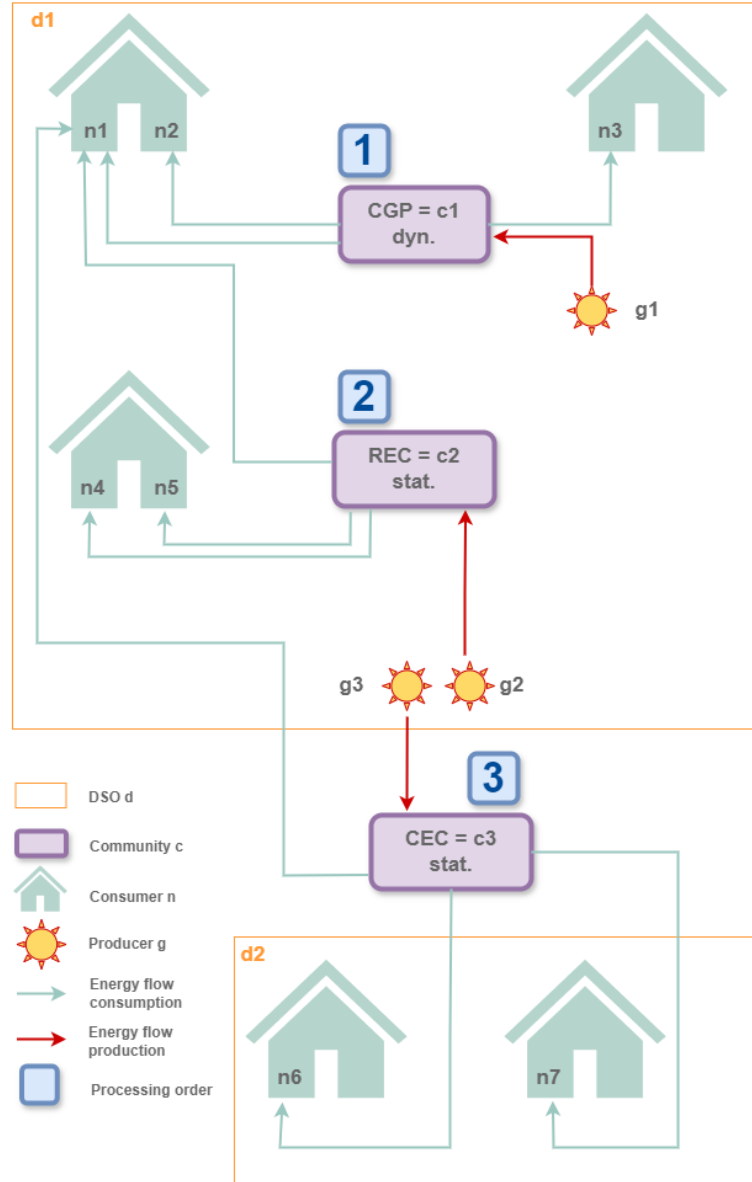 d1
n1
n2
n3
1
CGP = c1
dyn.
g1
2
REC = c2
stat.
n4
n5
g3
g2
3
DSO d
CEC = c3
stat.
Community c
Consumer n
Producer g
d2
Energy flow
consumption
Energy flow
production
n6
n7
Processing order